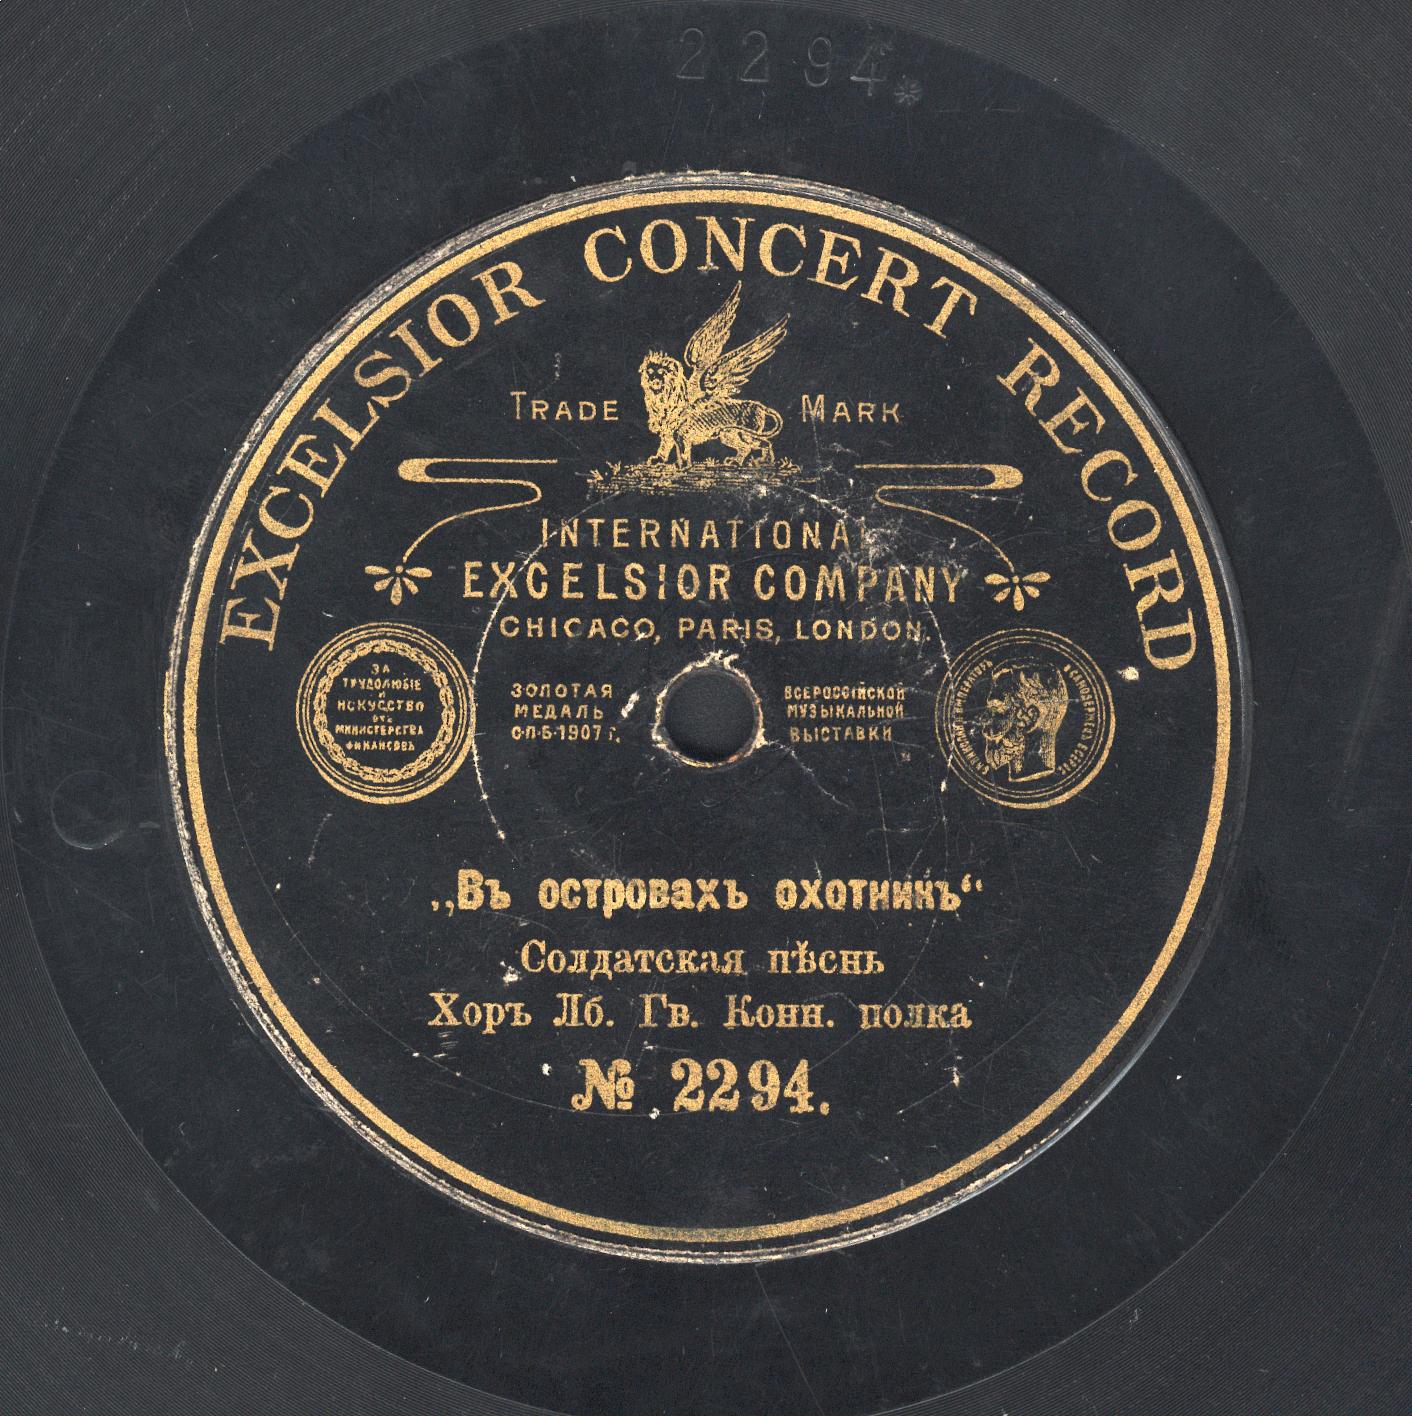 2294
EXCELSIOR CONCERT RECORD
TRADE MARK
INTERNATIONAL
EXCELSIOR COMPANY
CHICAGO, PARIS, LONDON.
ЗА
ТРУДОЛЮБІЕ
И
ИСКУССТВО
ОТЪ
МИНИСТЕРСТВА
ФИНАНСОВЪ
ЗОЛОТАЯ
МЕДАЛЬ
С-П-Б-1907 г.
ВСЕРОССІЙСКОЙ
МУЗЫКАЛЬНОЙ
ВЫСТАВКИ
„Въ островахъ охотникъ“
Солдатская пѣснь
Хоръ Лб. Гв. Конн. полка
№ 2294.